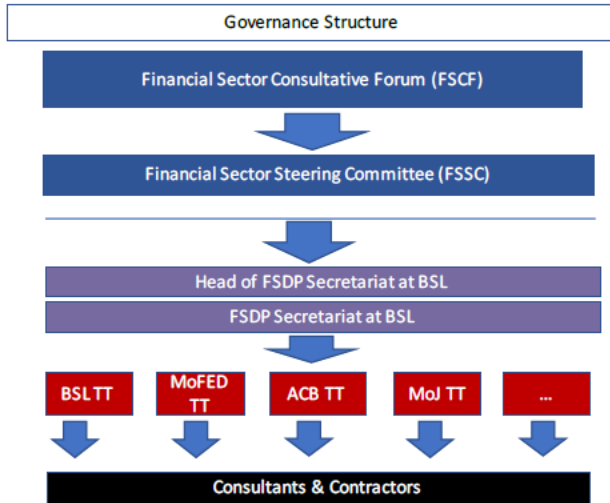 Governance Structure
Financial Sector Consultative Forum (FSCF)
Financial Sector Steering Committee (FSSC)
Head of FSDP Secretariat at BSL
FSDP Secretariat at BSL
BSL TT
MoFED
TT
ACB TT
MoJ TT
...
Consultants & Contractors